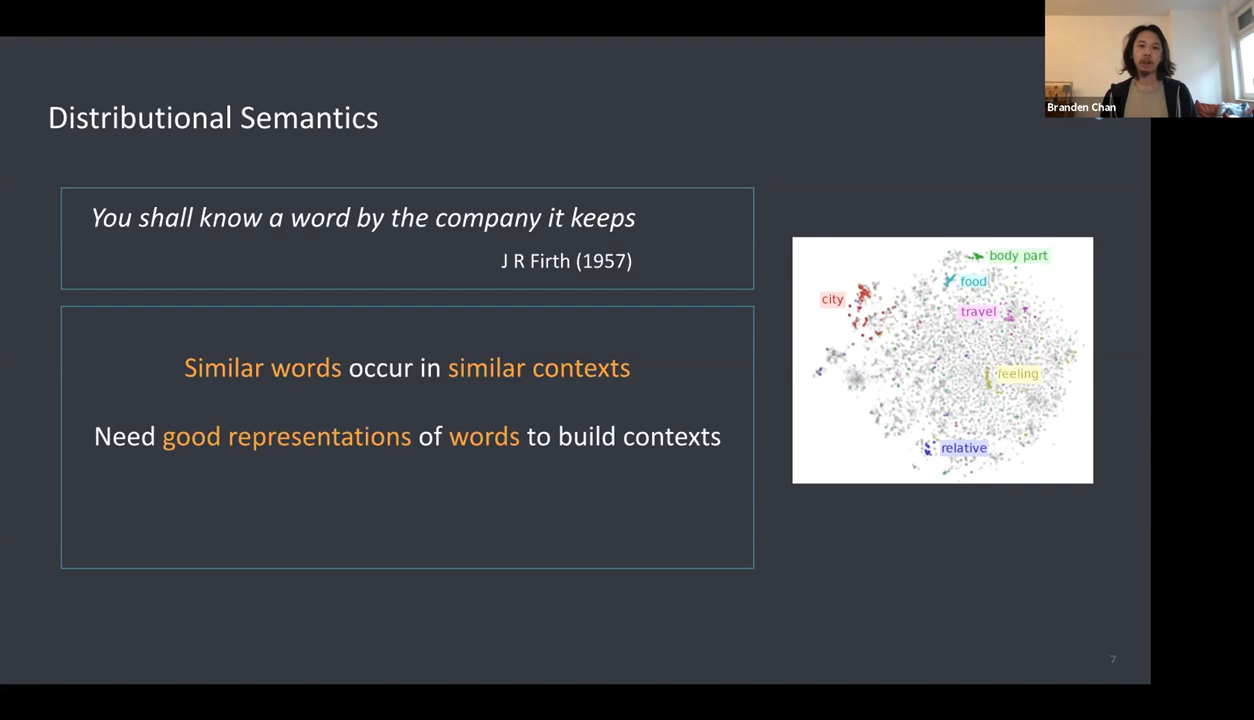 Branden Chan
Distributional Semantics
You shall know a word by the company it keeps
J R Firth (1957)
Similar words occur in similar contexts
Need good representations of words to build contexts
body part
food
city
travel
feeling
relative
7